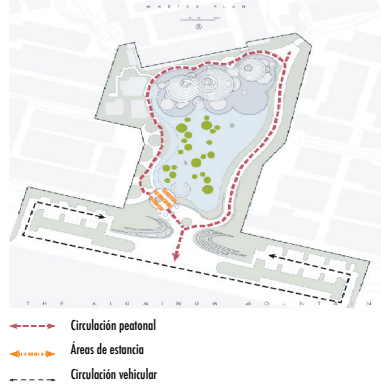 MASTER PLAN
THE ALUMINUM MOUNTAIN
Circulación peatonal
Áreas de estancia
Circulación vehicular